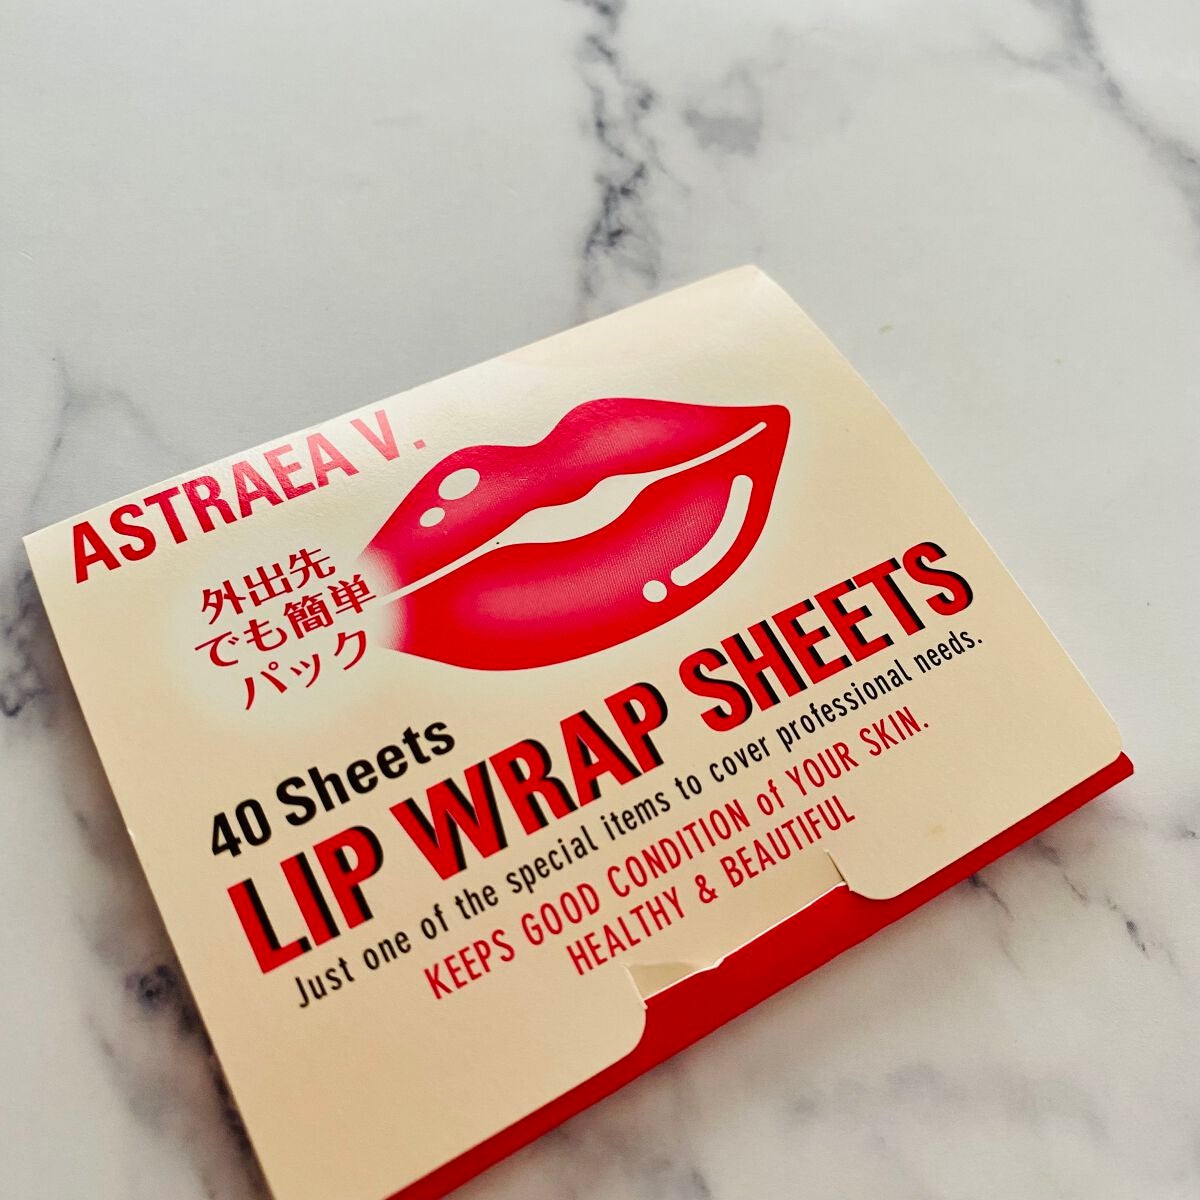 ASTRAEA V.
外出先
でも簡単
パック
40 Sheets
LIP WRAP SHEETS
Just one of the special items to cover professional needs.
KEEPS GOOD CONDITION of YOUR SKIN.
HEALTHY & BEAUTIFUL